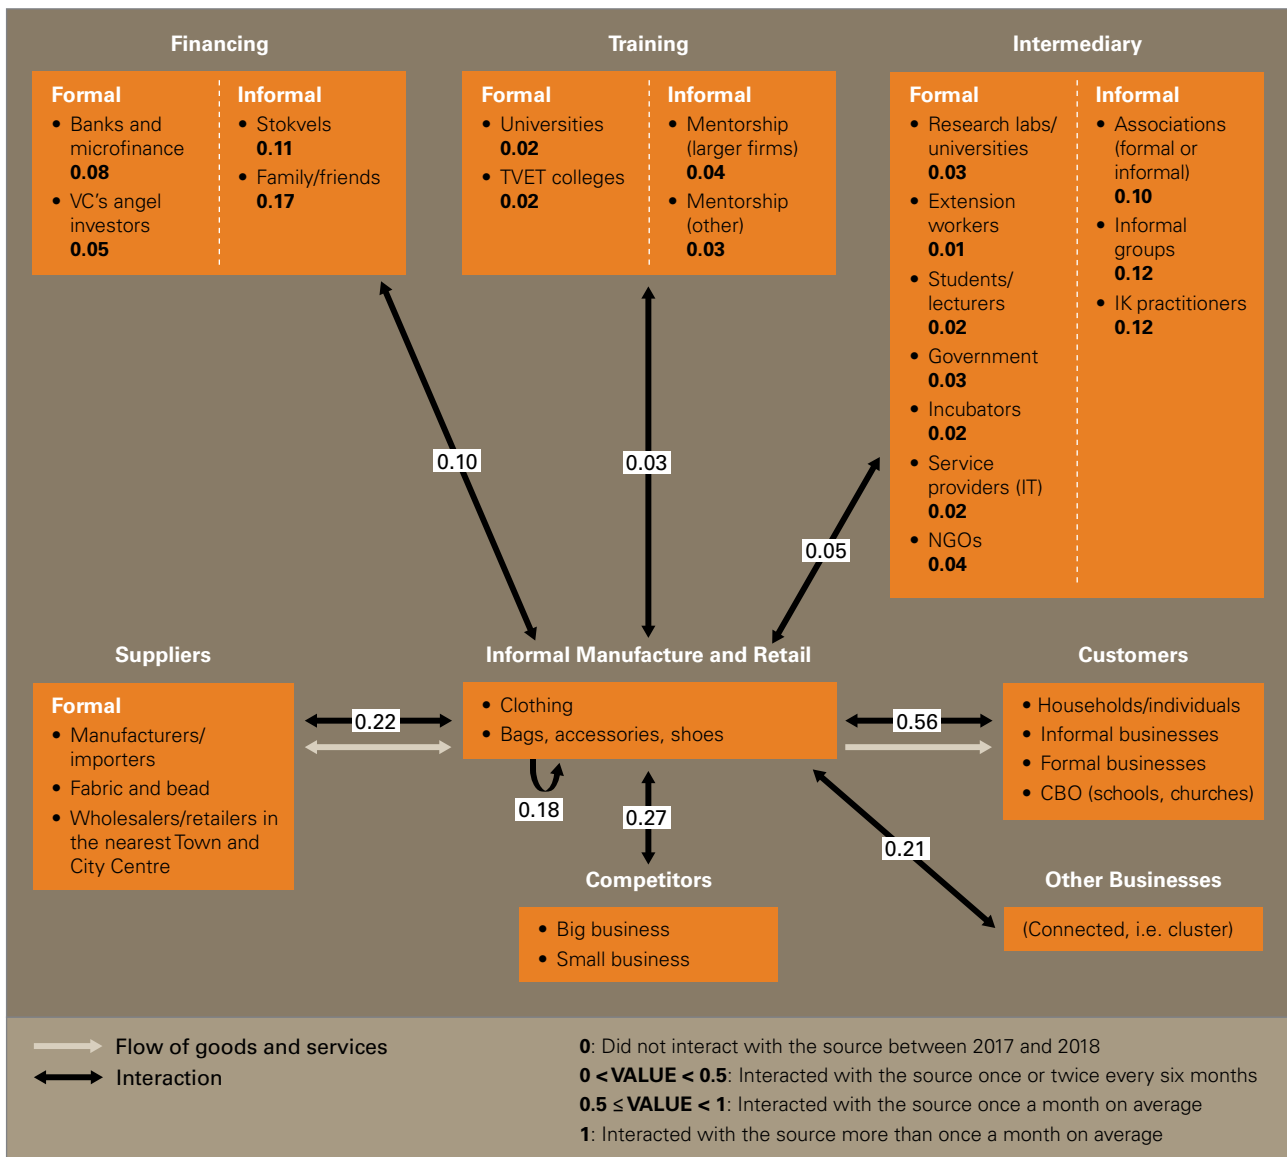 Financing
Formal
• Banks and
microfinance
0.08
• VC's angel
investors
0.05
Informal
• Stokvels
0.11
• Family/friends
0.17
Training
Formal
• Universities
0.02
• TVET colleges
0.02
Informal
• Mentorship
(larger firms)
0.04
• Mentorship
(other)
0.03
Intermediary
Formal
• Research labs/
universities
0.03
• Extension
workers
0.01
• Students/
lecturers
0.02
• Government
0.03
• Incubators
0.02
• Service
providers (IT)
0.02
• NGOs
0.04
Informal
• Associations
(formal or
informal)
0.10
• Informal
groups
0.12
• IK practitioners
0.12
0.10
0.03
0.05
Suppliers
Formal
• Manufacturers/
importers
• Fabric and bead
• Wholesalers/retailers in
the nearest Town and
City Centre
0.22
Informal Manufacture and Retail
• Clothing
• Bags, accessories, shoes
0.18
0.27
0.56
0.21
Customers
• Households/individuals
• Informal businesses
• Formal businesses
• CBO (schools, churches)
Competitors
• Big business
• Small business
Other Businesses
(Connected, i.e. cluster)
Flow of goods and services
Interaction
0: Did not interact with the source between 2017 and 2018
0 < VALUE < 0.5: Interacted with the source once or twice every six months
0.5 ≤ VALUE < 1: Interacted with the source once a month on average
1: Interacted with the source more than once a month on average